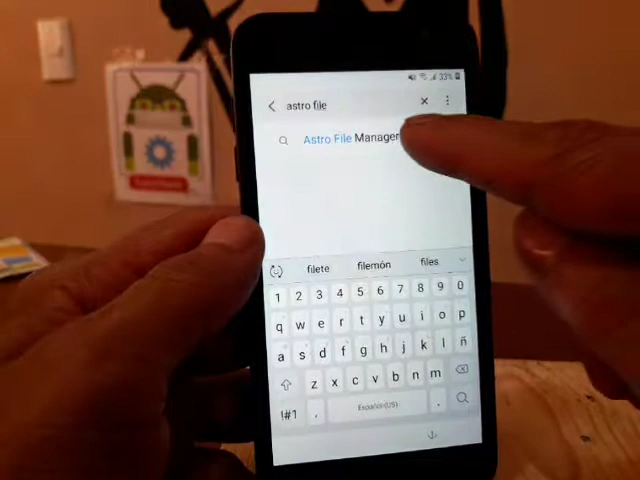 33%
astro file
Astro File Manager
filete filemón files
1 2 3 4 5 6 7 8 9 0
q w e r t y u i o p
a s d f g h j k l ñ
z x c v b n m
!#1 , Español(US) .